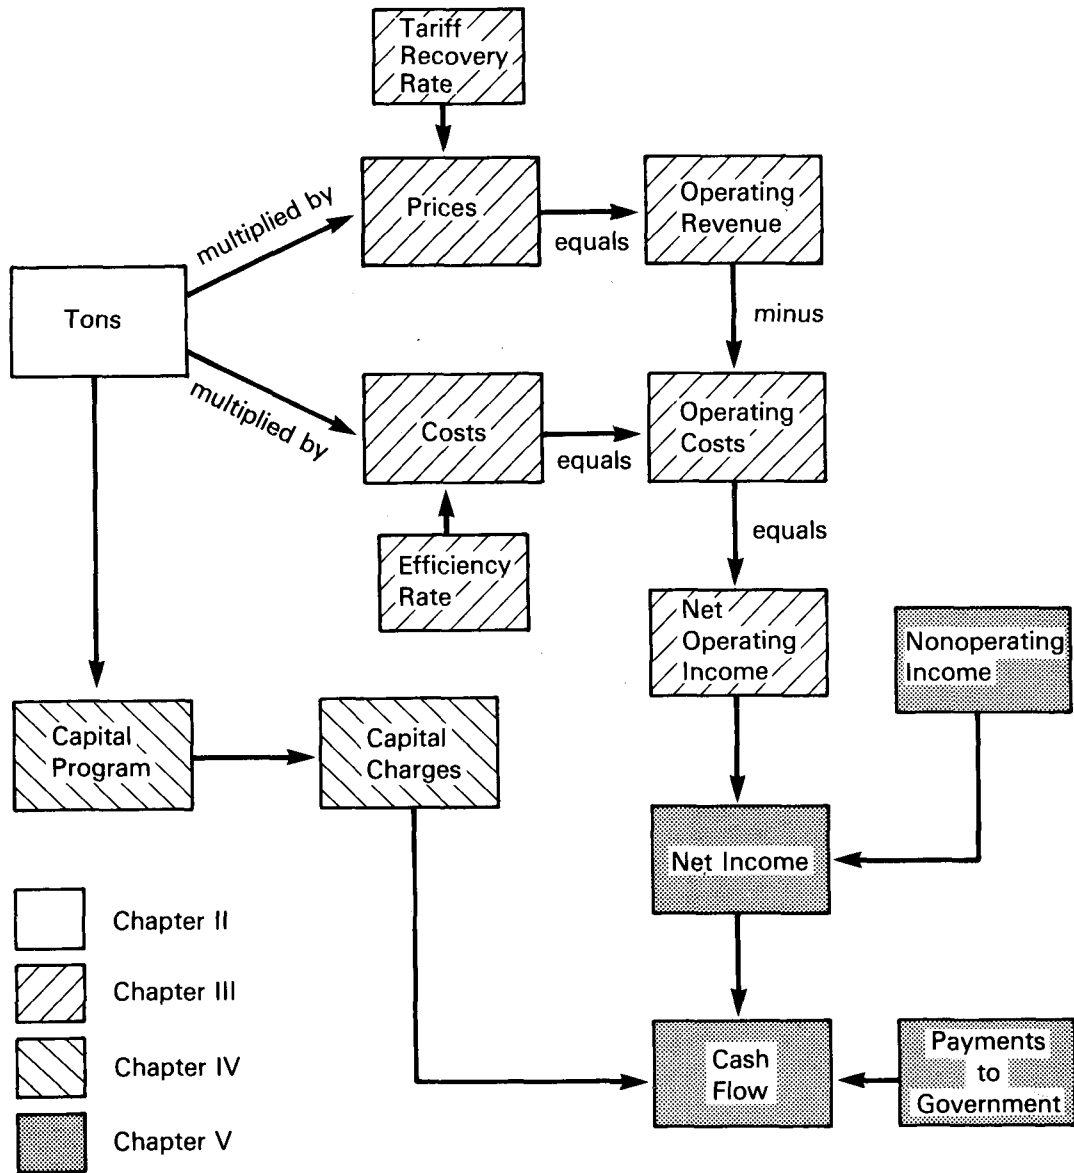 Tariff
Recovery
Rate
multiplied by
Prices
equals
Operating
Revenue
Tons
minus
multiplied by
Costs
equals
Operating
Costs
Efficiency
Rate
equals
Net
Operating
Income
Nonoperating
Income
Capital
Program
Capital
Charges
Net Income
Chapter II
Chapter III
Chapter IV
Chapter V
Cash
Flow
Payments
to
Government